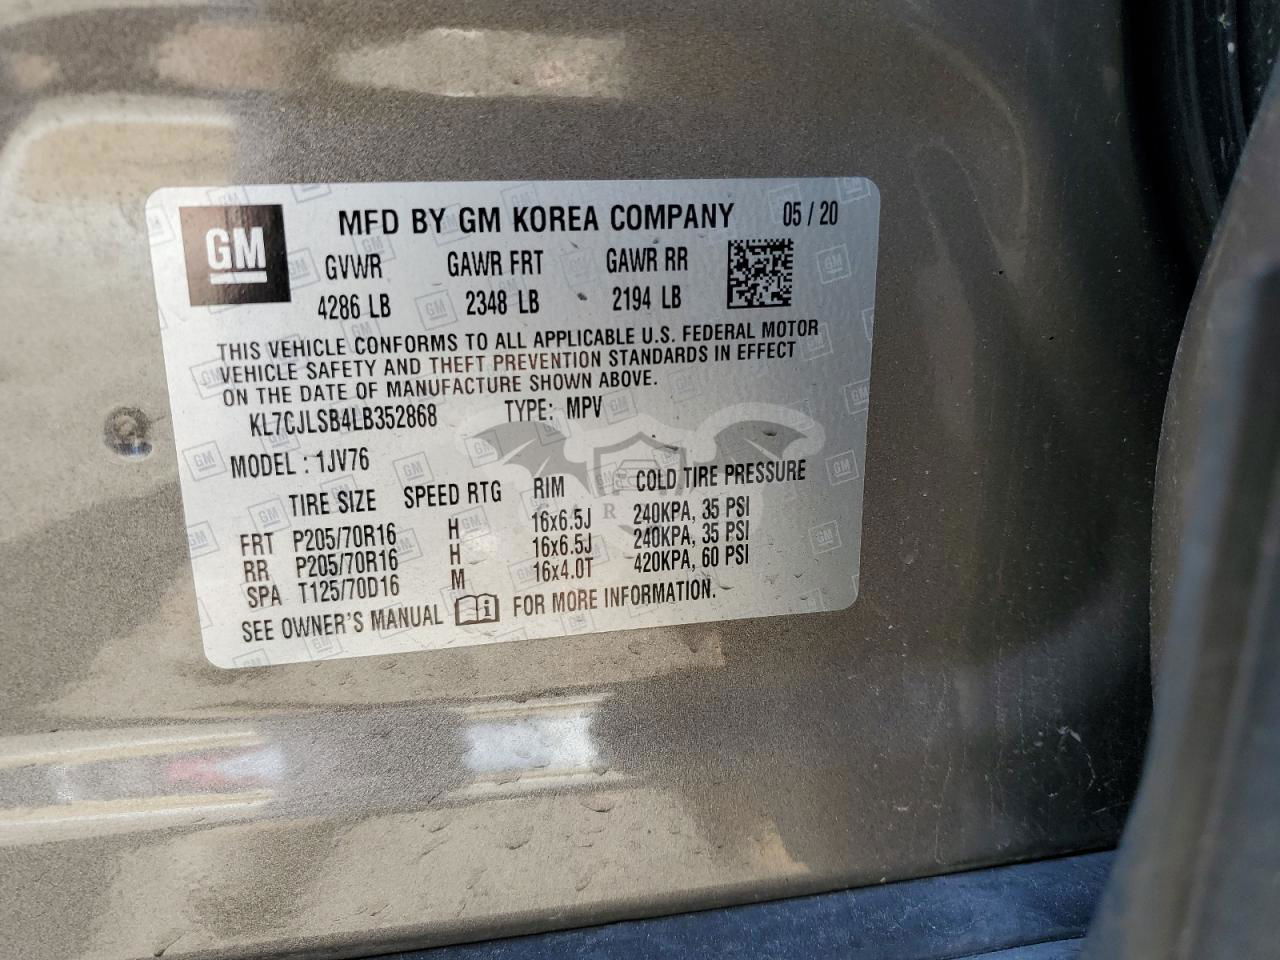 GM
MFD BY GM KOREA COMPANY 05 / 20
GVWR GAWR FRT GAWR RR
4286 LB 2348 LB 2194 LB
THIS VEHICLE CONFORMS TO ALL APPLICABLE U.S. FEDERAL MOTOR
VEHICLE SAFETY AND THEFT PREVENTION STANDARDS IN EFFECT
ON THE DATE OF MANUFACTURE SHOWN ABOVE.
KL7CJLSB4LB352868 TYPE: MPV
MODEL : 1JV76
TIRE SIZE SPEED RTG RIM COLD TIRE PRESSURE
FRT P205/70R16 H 16x6.5J 240KPA, 35 PSI
RR P205/70R16 H 16x6.5J 240KPA, 35 PSI
SPA T125/70D16 M 16x4.0T 420KPA, 60 PSI
SEE OWNER'S MANUAL FOR MORE INFORMATION.